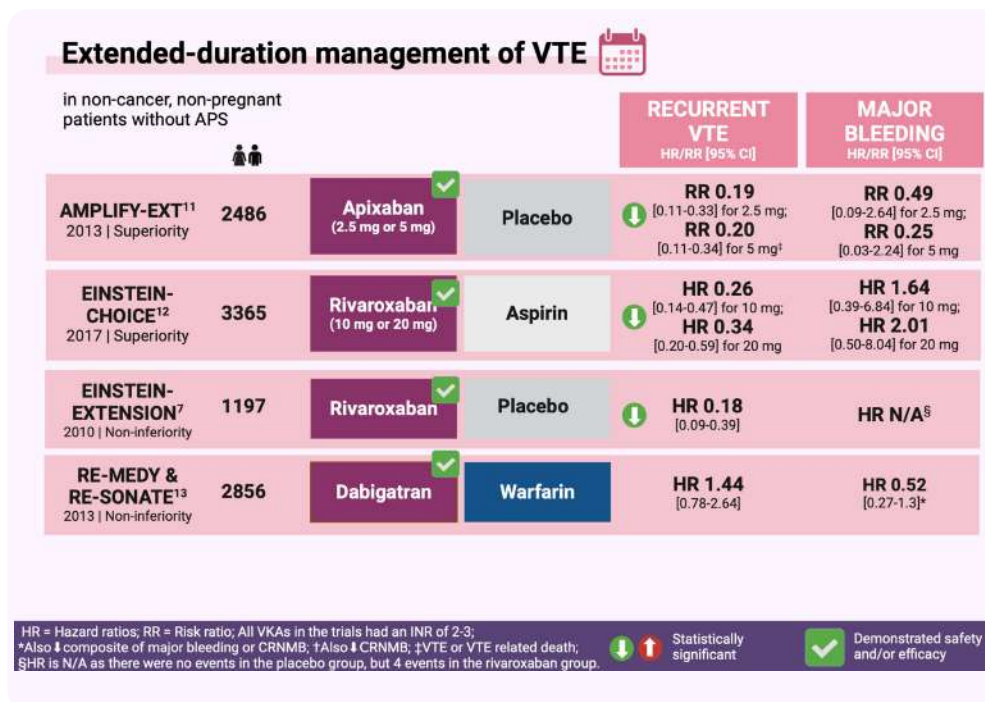 Extended-duration management of VTE
in non-cancer, non-pregnant
patients without APS
RECURRENT
VTE
HR/RR [95% CI]
MAJOR
BLEEDING
HR/RR [95% CI]
AMPLIFY-EXT¹¹
2013 | Superiority
2486
Apixaban
(2.5 mg or 5 mg)
Placebo
RR 0.19
[0.11-0.33] for 2.5 mg;
RR 0.20
[0.11-0.34] for 5 mg‡
RR 0.49
[0.09-2.64] for 2.5 mg;
RR 0.25
[0.03-2.24] for 5 mg
EINSTEIN-
CHOICE¹²
2017 | Superiority
3365
Rivaroxaban
(10 mg or 20 mg)
Aspirin
HR 0.26
[0.14-0.47] for 10 mg;
HR 0.34
[0.20-0.59] for 20 mg
HR 1.64
[0.39-6.84] for 10 mg;
HR 2.01
[0.50-8.04] for 20 mg
EINSTEIN-
EXTENSION⁷
2010 | Non-inferiority
1197
Rivaroxaban
Placebo
HR 0.18
[0.09-0.39]
HR N/A§
RE-MEDY &
RE-SONATE¹³
2013 | Non-inferiority
2856
Dabigatran
Warfarin
HR 1.44
[0.78-2.64]
HR 0.52
[0.27-1.3]*
HR = Hazard ratios; RR = Risk ratio; All VKAs in the trials had an INR of 2-3;
*Also ⬇ composite of major bleeding or CRNMB; †Also ⬇ CRNMB; ‡VTE or VTE related death;
§HR is N/A as there were no events in the placebo group, but 4 events in the rivaroxaban group.
Statistically
significant
Demonstrated safety
and/or efficacy